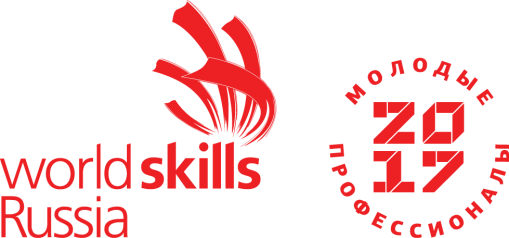 worldskills
Russia
МОЛОДЫЕ
2017
ПРОФЕССИОНАЛЫ